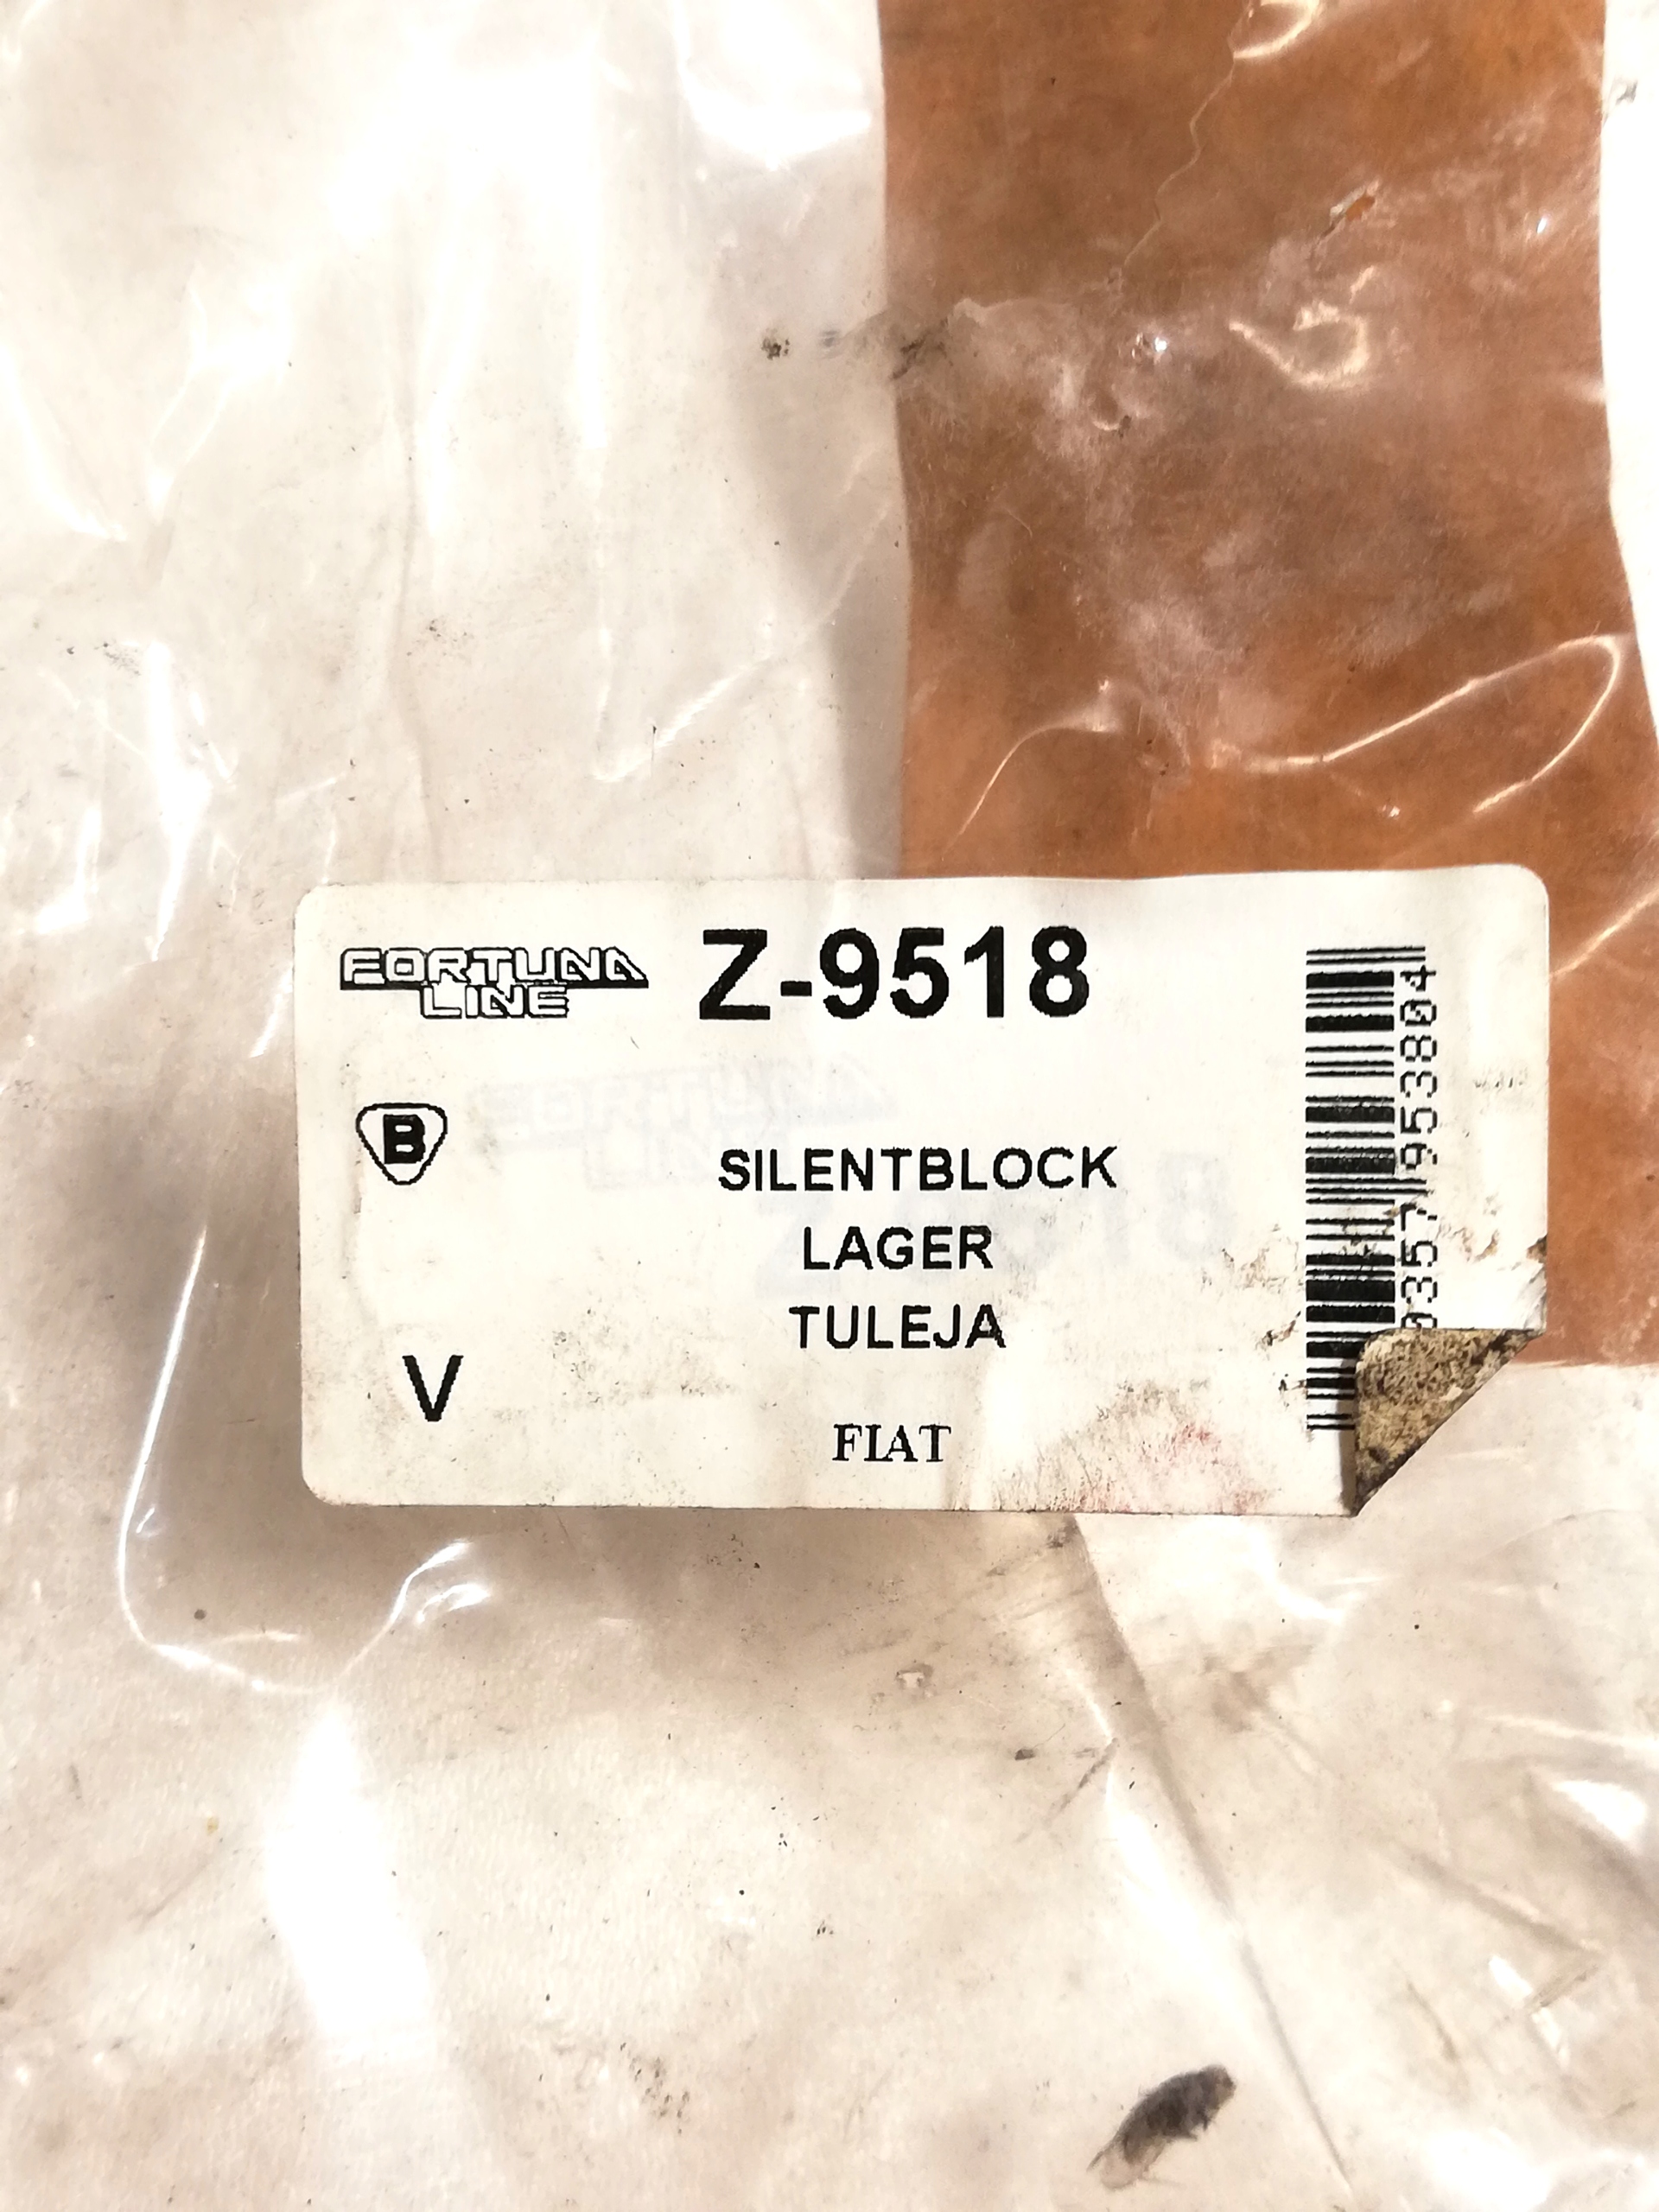 FORTUNA
LINE
Z-9518
B
SILENTBLOCK
LAGER
TULEJA
V
FIAT